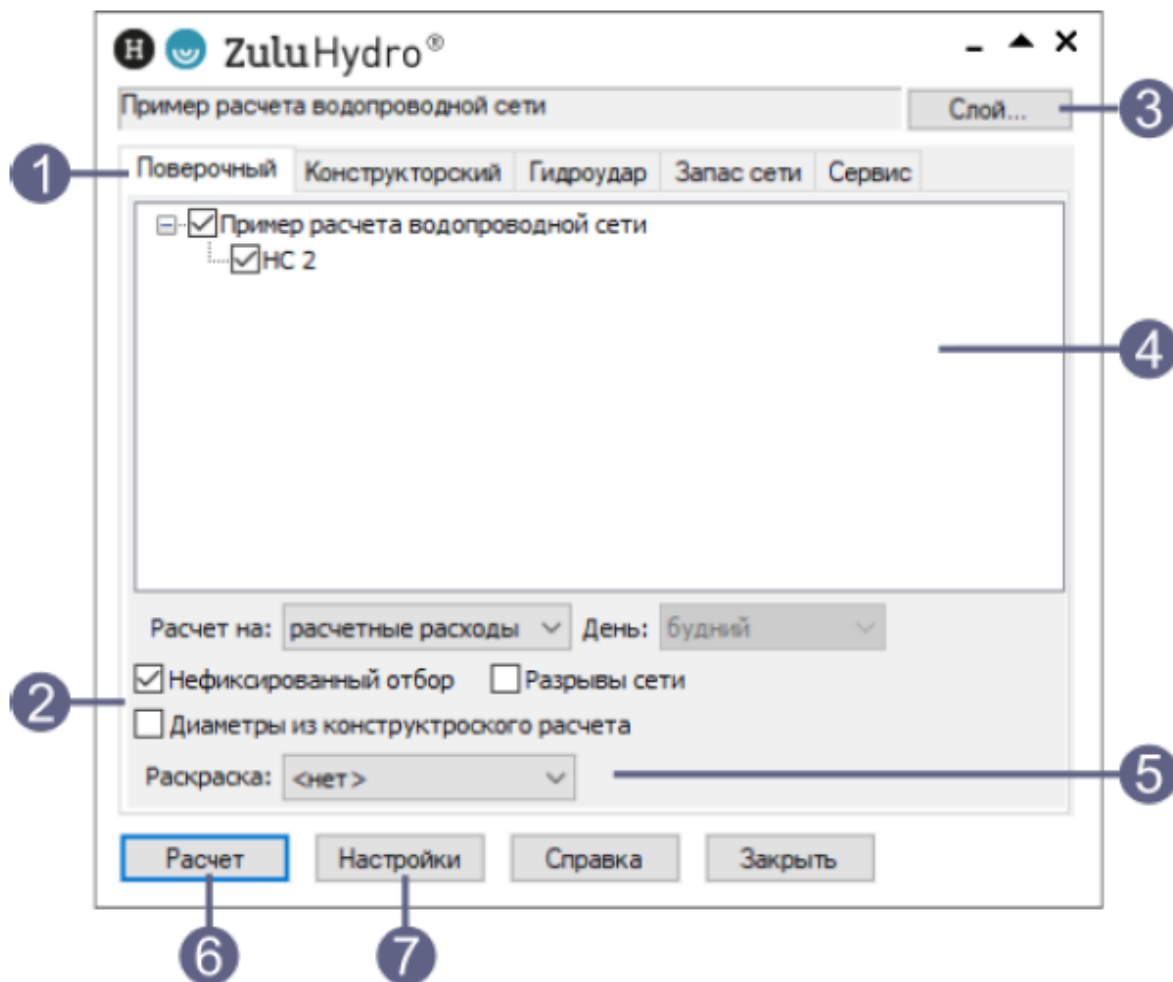 H ZuluHydro®
Пример расчета водопроводной сети Слой... 3
1 Поверочный Конструкторский Гидроудар Запас сети Сервис
Пример расчета водопроводной сети
НС 2
4
Расчет на: расчетные расходы День: будний
Нефиксированный отбор Разрывы сети
2
Диаметры из конструктроского расчета
Раскраска: <нет> 5
Расчет Настройки Справка Закрыть
6 7